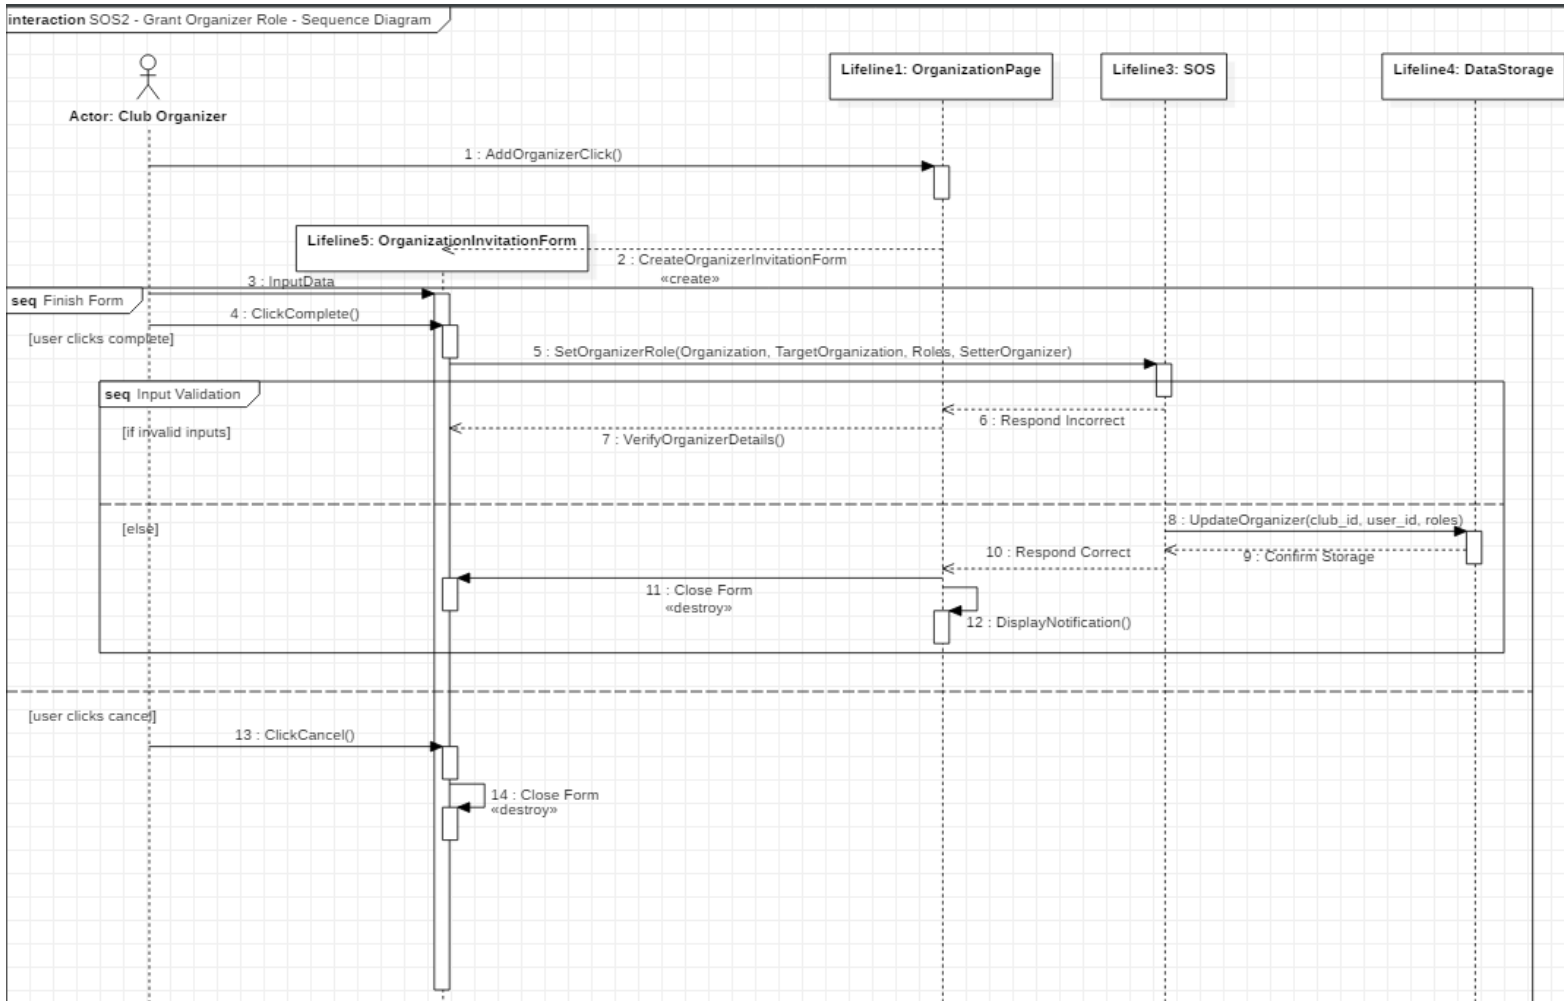 interaction SOS2 - Grant Organizer Role - Sequence Diagram
Actor: Club Organizer
Lifeline1: OrganizationPage
Lifeline3: SOS
Lifeline4: DataStorage
1 : AddOrganizerClick()
Lifeline5: OrganizationInvitationForm
2 : CreateOrganizerInvitationForm
«create»
3 : InputData
seq Finish Form
4 : ClickComplete()
[user clicks complete]
5 : SetOrganizerRole(Organization, TargetOrganization, Roles, SetterOrganizer)
seq Input Validation
6 : Respond Incorrect
[if invalid inputs]
7 : VerifyOrganizerDetails()
8 : UpdateOrganizer(club_id, user_id, roles)
[else]
10 : Respond Correct
9 : Confirm Storage
11 : Close Form
«destroy»
12 : DisplayNotification()
[user clicks cancel]
13 : ClickCancel()
14 : Close Form
«destroy»